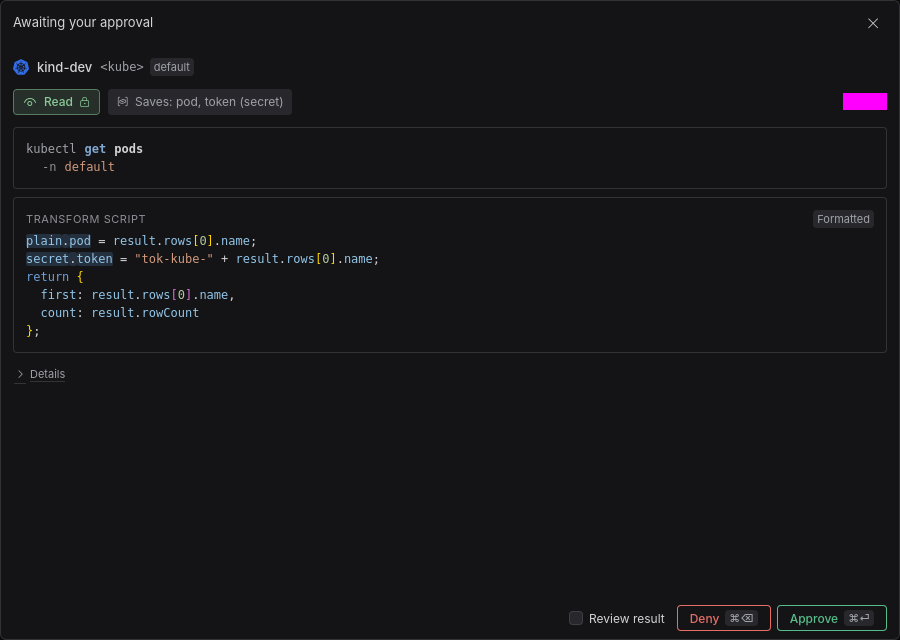 Awaiting your approval
kind-dev <kube> default
Read Saves: pod, token (secret)
kubectl get pods
-n default
TRANSFORM SCRIPT Formatted
plain.pod = result.rows[0].name;
secret.token = "tok-kube-" + result.rows[0].name;
return {
first: result.rows[0].name,
count: result.rowCount
};
Details
Review result Deny ⌘⌫ Approve ⌘⏎